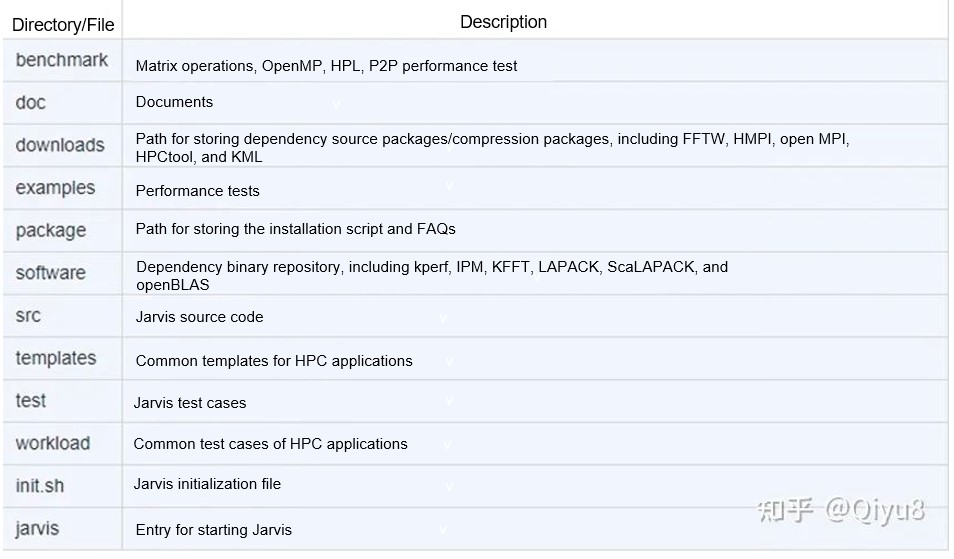 Directory/File Description
benchmark Matrix operations, OpenMP, HPL, P2P performance test
doc Documents
downloads Path for storing dependency source packages/compression packages, including FFTW, HMPI, open MPI,
HPCtool, and KML
examples Performance tests
package Path for storing the installation script and FAQs
software Dependency binary repository, including kperf, IPM, KFFT, LAPACK, ScaLAPACK, and
openBLAS
src Jarvis source code
templates Common templates for HPC applications
test Jarvis test cases
workload Common test cases of HPC applications
init.sh Jarvis initialization file
jarvis Entry for starting Jarvis
知乎 @Qiyu8